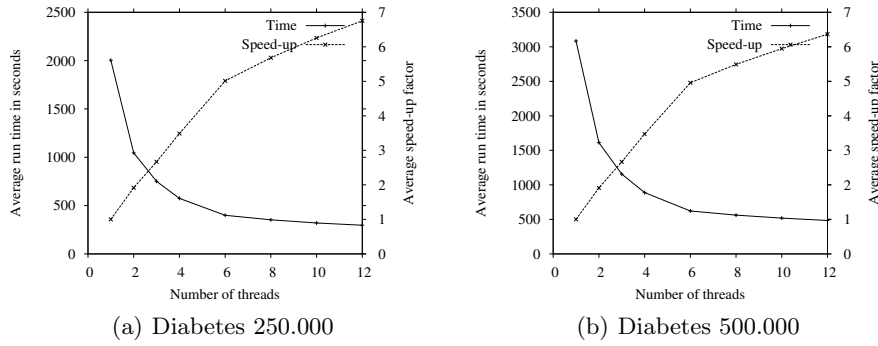 2500
2000
1500
1000
500
0
Average run time in seconds
Time
Speed-up
7
6
5
4
3
2
1
0
Average speed-up factor
0 2 4 6 8 10 12
Number of threads
(a) Diabetes 250.000
3500
3000
2500
2000
1500
1000
500
0
Average run time in seconds
Time
Speed-up
7
6
5
4
3
2
1
0
Average speed-up factor
0 2 4 6 8 10 12
Number of threads
(b) Diabetes 500.000